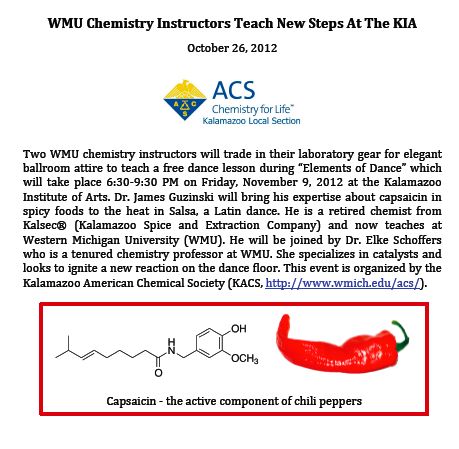 WMU Chemistry Instructors Teach New Steps At The KIA
October 26, 2012
ACS
Chemistry for Life™
Kalamazoo Local Section
A C S
Two WMU chemistry instructors will trade in their laboratory gear for elegant
ballroom attire to teach a free dance lesson during “Elements of Dance” which
will take place 6:30-9:30 PM on Friday, November 9, 2012 at the Kalamazoo
Institute of Arts. Dr. James Guzinski will bring his expertise about capsaicin in
spicy foods to the heat in Salsa, a Latin dance. He is a retired chemist from
Kalsec® (Kalamazoo Spice and Extraction Company) and now teaches at
Western Michigan University (WMU). He will be joined by Dr. Elke Schoffers
who is a tenured chemistry professor at WMU. She specializes in catalysts and
looks to ignite a new reaction on the dance floor. This event is organized by the
Kalamazoo American Chemical Society (KACS, http://www.wmich.edu/acs/).
OH
H
N
OCH3
O
Capsaicin - the active component of chili peppers